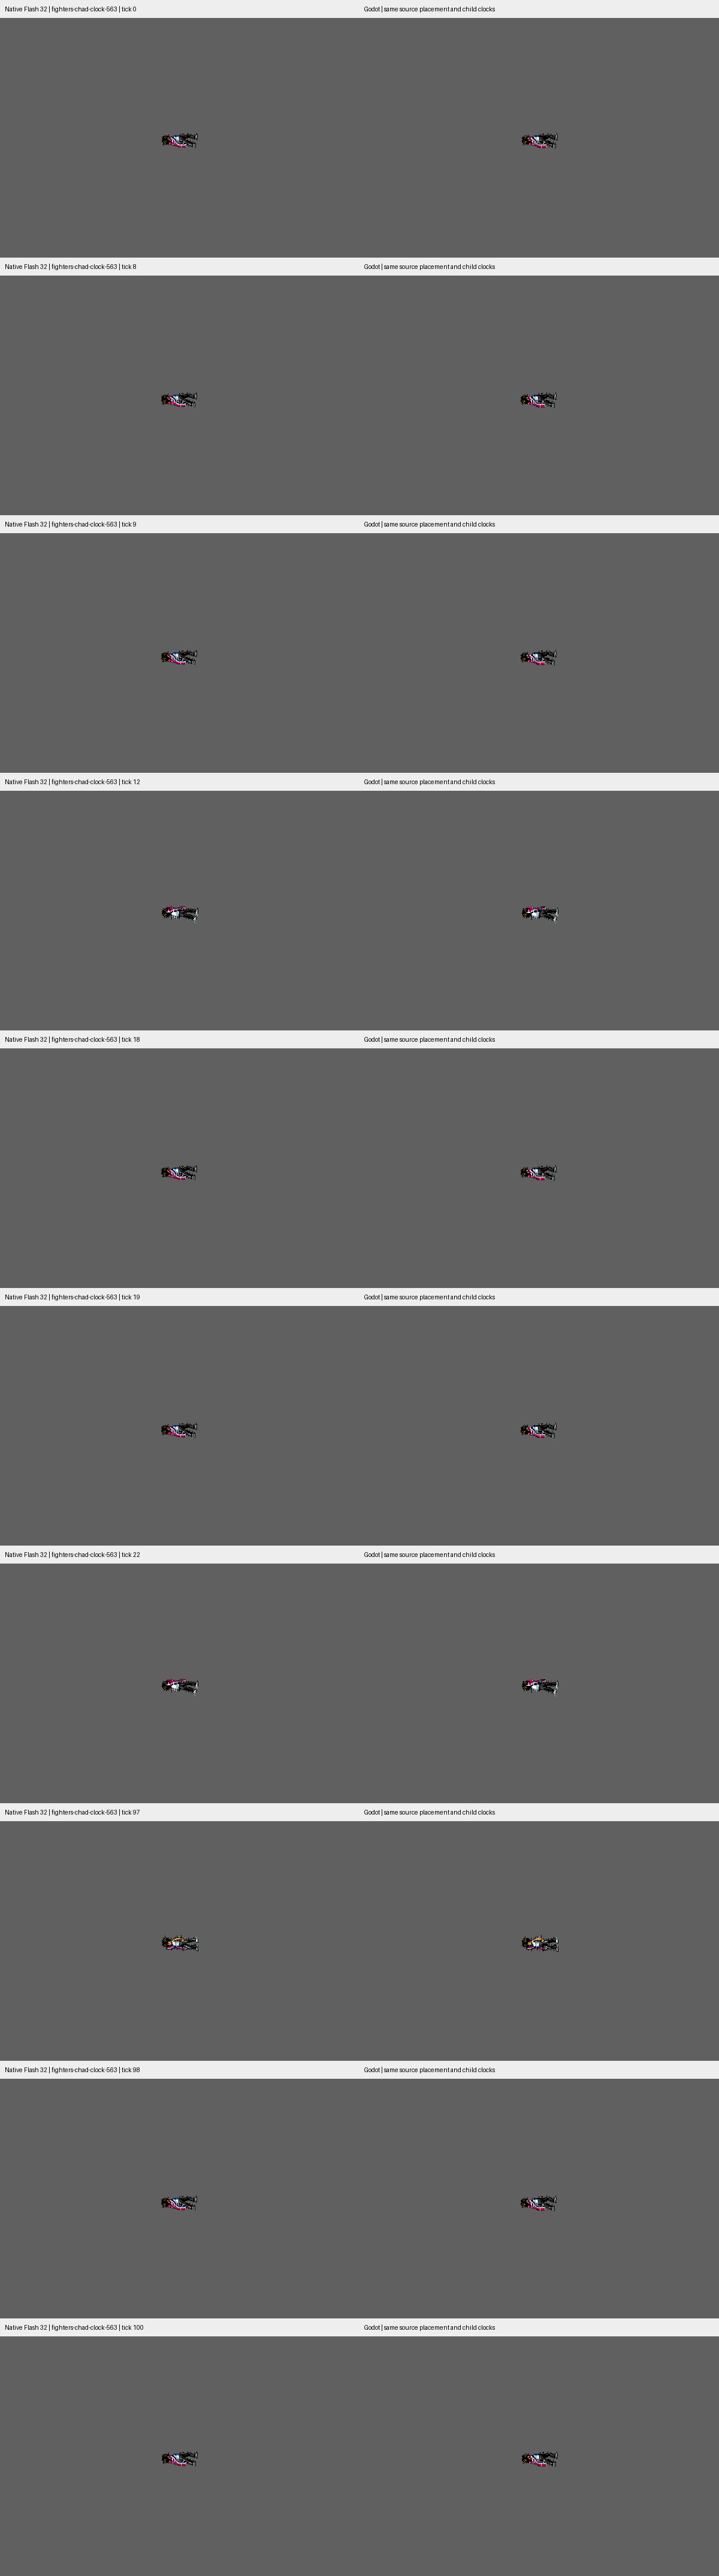 Native Flash 32 | fighters-chad-clock-563 | tick 0
Godot | same source placement and child clocks
Native Flash 32 | fighters-chad-clock-563 | tick 8
Godot | same source placement and child clocks
Native Flash 32 | fighters-chad-clock-563 | tick 9
Godot | same source placement and child clocks
Native Flash 32 | fighters-chad-clock-563 | tick 12
Godot | same source placement and child clocks
Native Flash 32 | fighters-chad-clock-563 | tick 18
Godot | same source placement and child clocks
Native Flash 32 | fighters-chad-clock-563 | tick 19
Godot | same source placement and child clocks
Native Flash 32 | fighters-chad-clock-563 | tick 22
Godot | same source placement and child clocks
Native Flash 32 | fighters-chad-clock-563 | tick 97
Godot | same source placement and child clocks
Native Flash 32 | fighters-chad-clock-563 | tick 98
Godot | same source placement and child clocks
Native Flash 32 | fighters-chad-clock-563 | tick 100
Godot | same source placement and child clocks